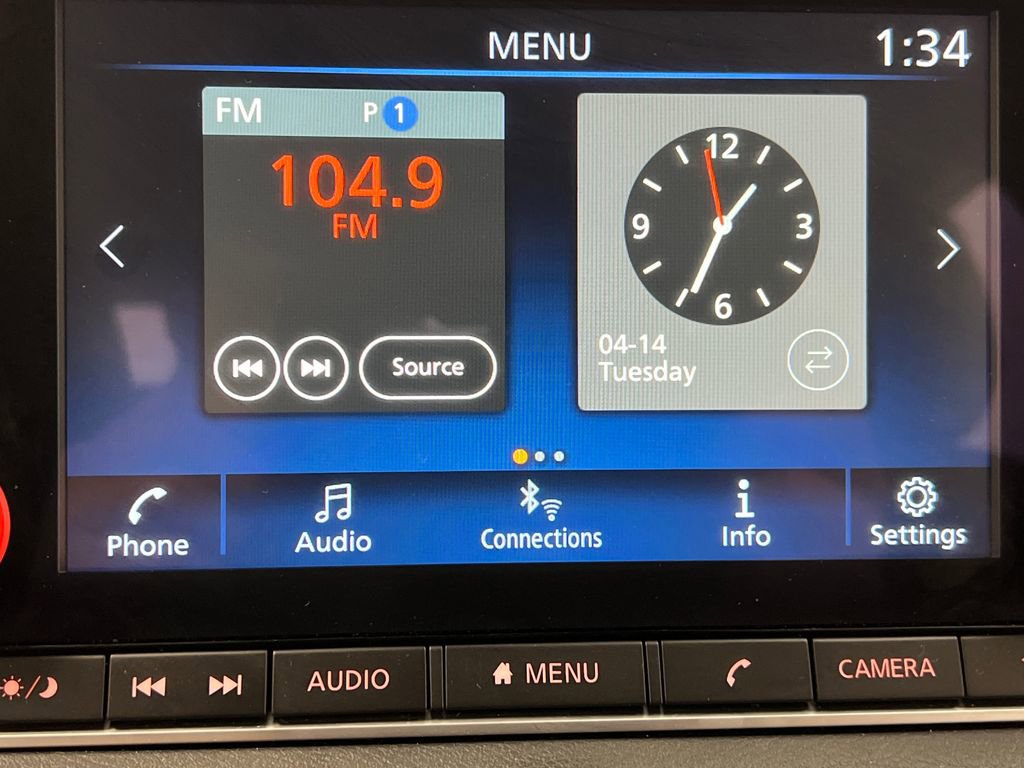 MENU
1:34
FM P 1
104.9
FM
Source
12
9
3
6
04-14
Tuesday
Phone
Audio
Connections
Info
Settings
AUDIO
MENU
CAMERA